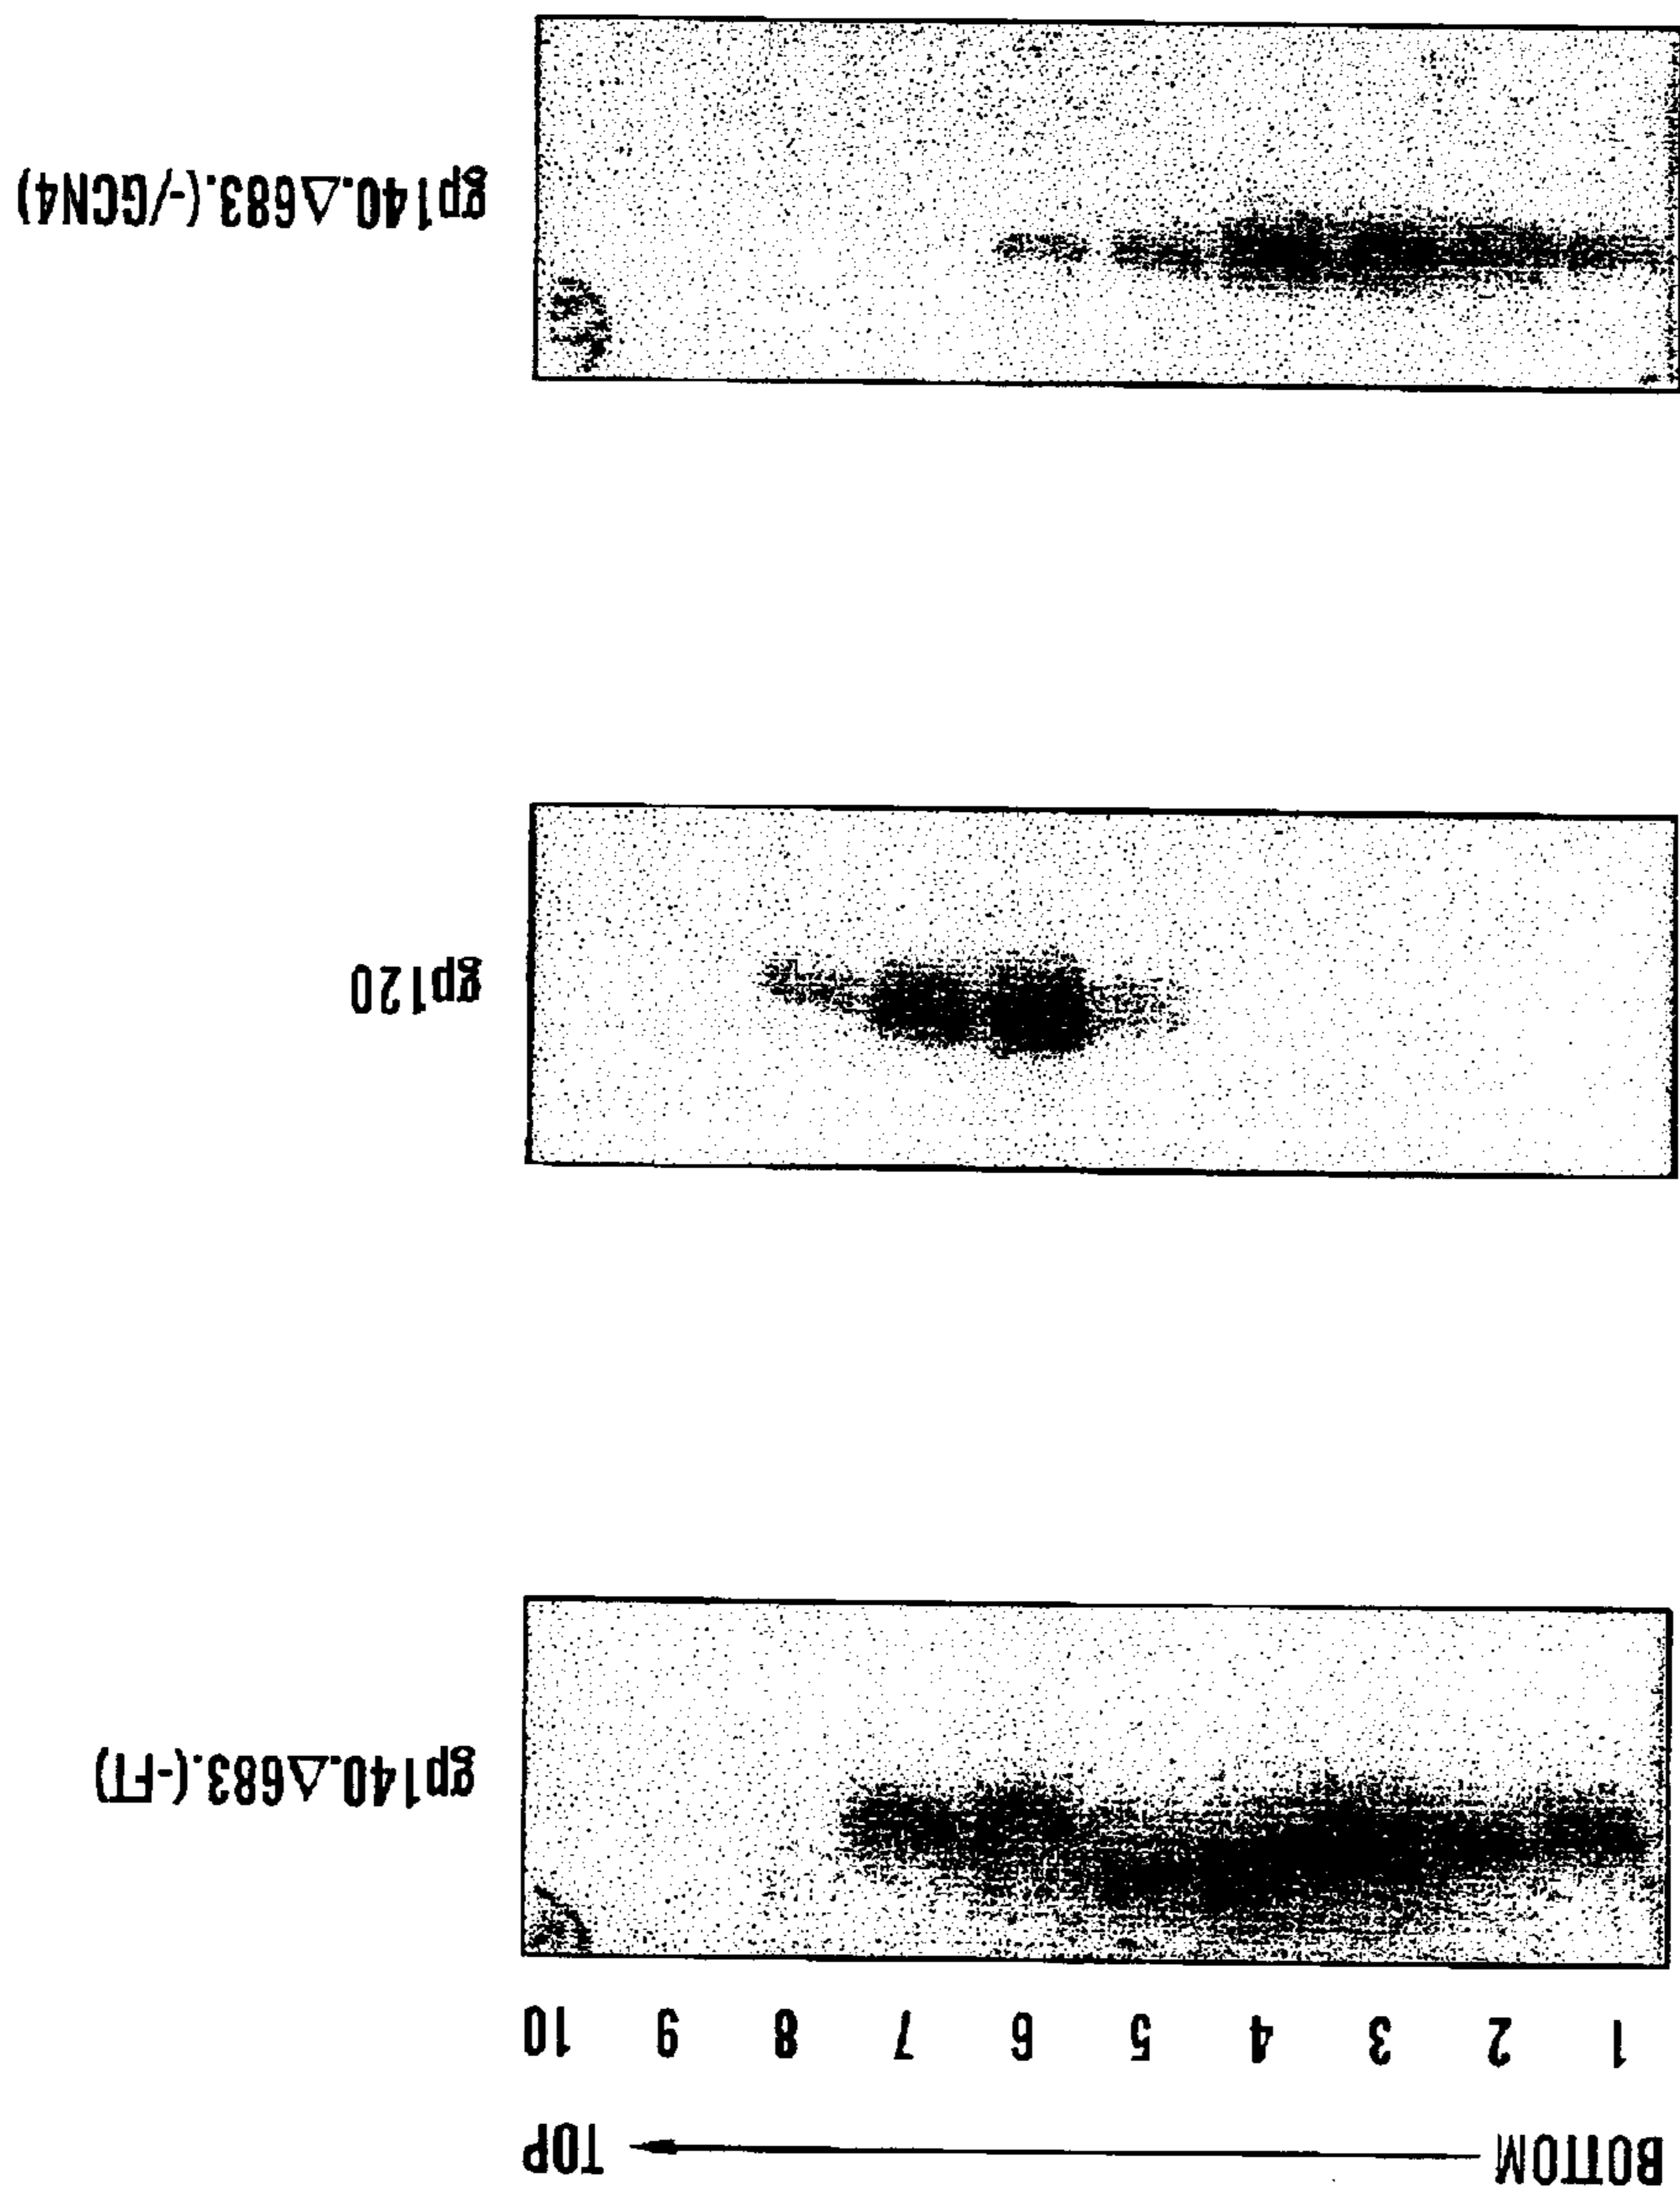 BOTTOM TOP
1 2 3 4 5 6 7 8 9 10
gp140.Δ683.(-FT)
gp120
gp140.Δ683.(-/GCN4)